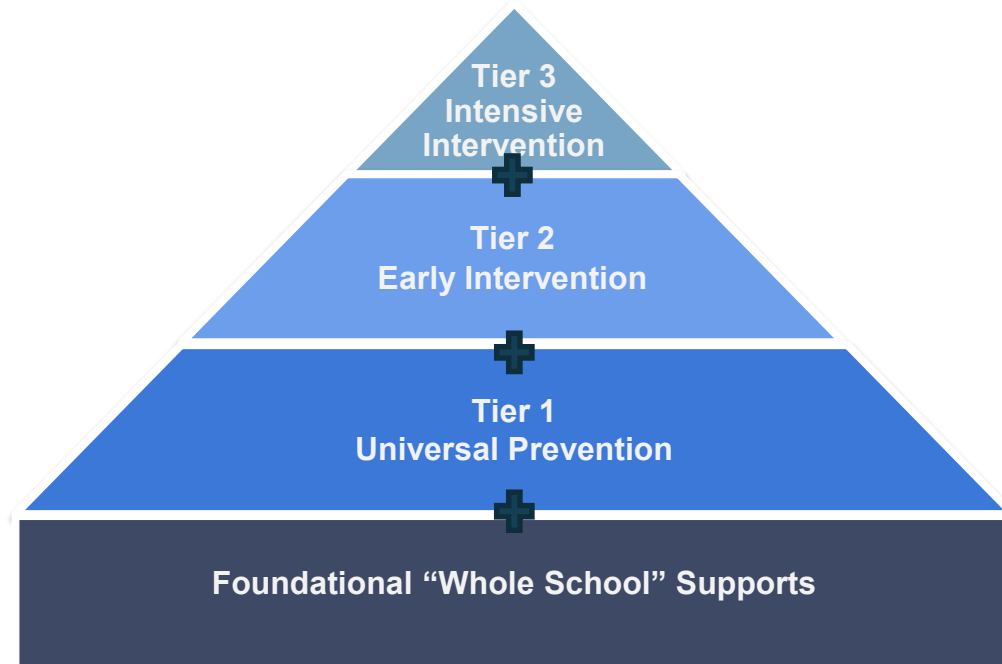 Tier 3
Intensive
Intervention
Tier 2
Early Intervention
Tier 1
Universal Prevention
Foundational “Whole School” Supports